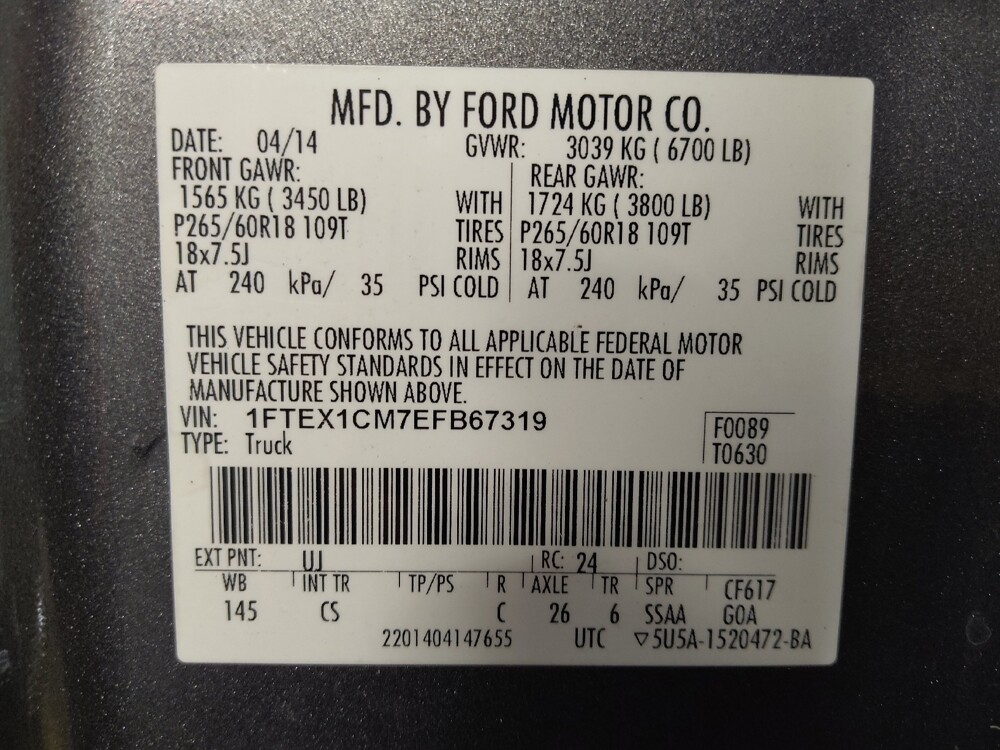 MFD. BY FORD MOTOR CO.
DATE: 04/14 GVWR: 3039 KG ( 6700 LB)
FRONT GAWR: REAR GAWR:
1565 KG ( 3450 LB) WITH 1724 KG ( 3800 LB) WITH
P265/60R18 109T TIRES P265/60R18 109T TIRES
18x7.5J RIMS 18x7.5J RIMS
AT 240 kPa/ 35 PSI COLD AT 240 kPa/ 35 PSI COLD
THIS VEHICLE CONFORMS TO ALL APPLICABLE FEDERAL MOTOR
VEHICLE SAFETY STANDARDS IN EFFECT ON THE DATE OF
MANUFACTURE SHOWN ABOVE.
VIN: 1FTEX1CM7EFB67319 F0089
TYPE: Truck T0630
EXT PNT: UJ RC: 24 DSO:
WB INT TR TP/PS R AXLE TR SPR CF617
145 CS C 26 6 SSAA GOA
2201404147655 UTC ▽5U5A-1520472-BA